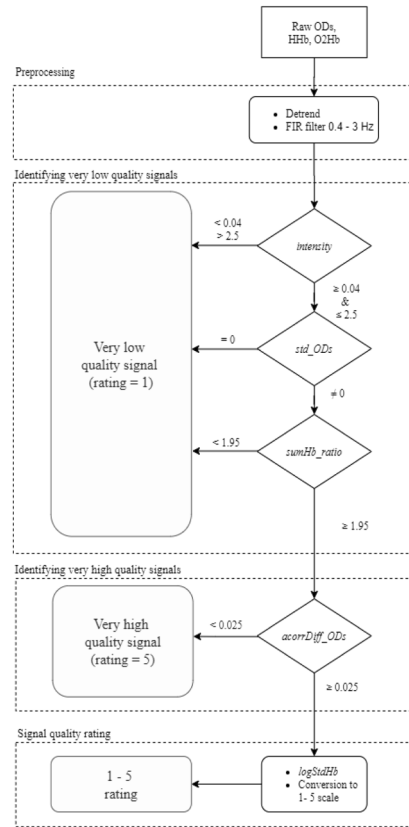 Raw ODs,
HHb, O2Hb
Preprocessing
• Detrend
• FIR filter 0.4 - 3 Hz
Identifying very low quality signals
< 0.04
> 2.5
intensity
≥ 0.04
&
≤ 2.5
Very low
quality signal
(rating = 1)
= 0
std_ODs
≠ 0
< 1.95
sumHb_ratio
≥ 1.95
Identifying very high quality signals
Very high
quality signal
(rating = 5)
< 0.025
acorrDiff_ODs
≥ 0.025
Signal quality rating
1 - 5
rating
• logStdHb
• Conversion to
1- 5 scale